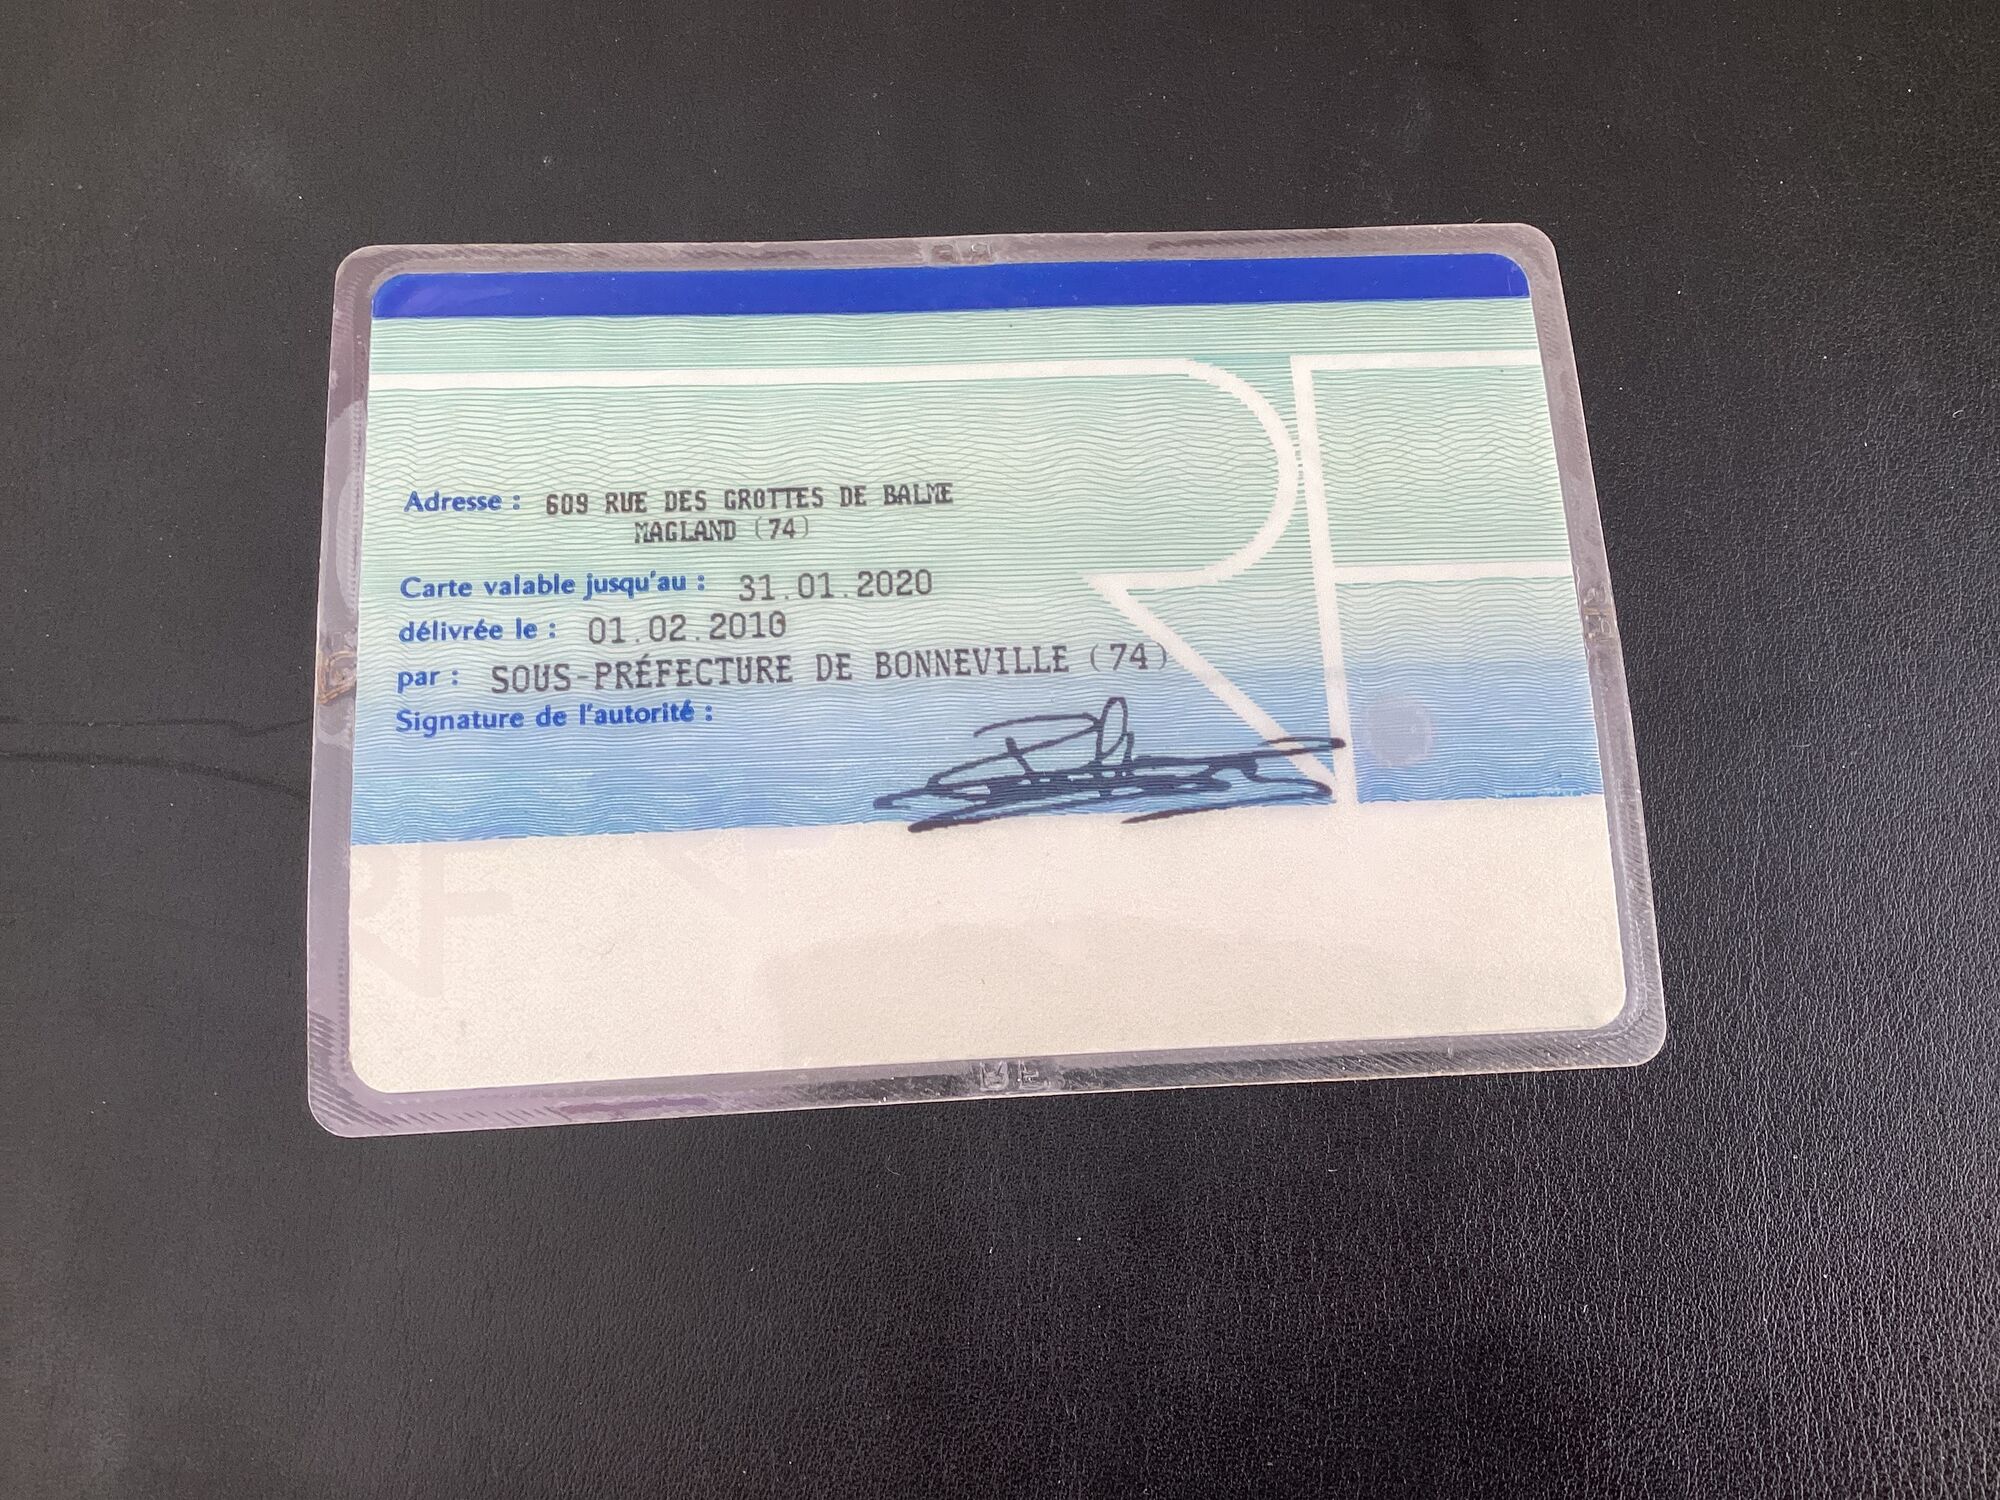 Adresse : 609 RUE DES GROTTES DE BALME
MAGLAND (74)
Carte valable jusqu'au : 31.01.2020
délivrée le : 01.02.2010
par : SOUS-PRÉFECTURE DE BONNEVILLE (74)
Signature de l'autorité :
RF